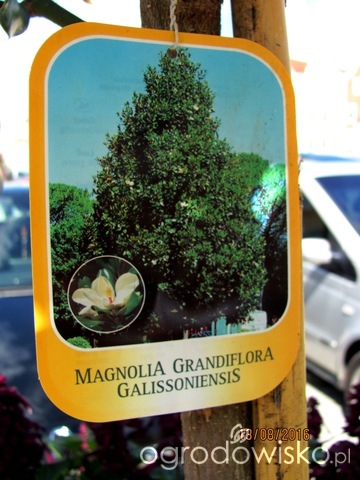 MAGNOLIA GRANDIFLORA
GALISSONIENSIS
18/08/2016
ogrodowisko.pl